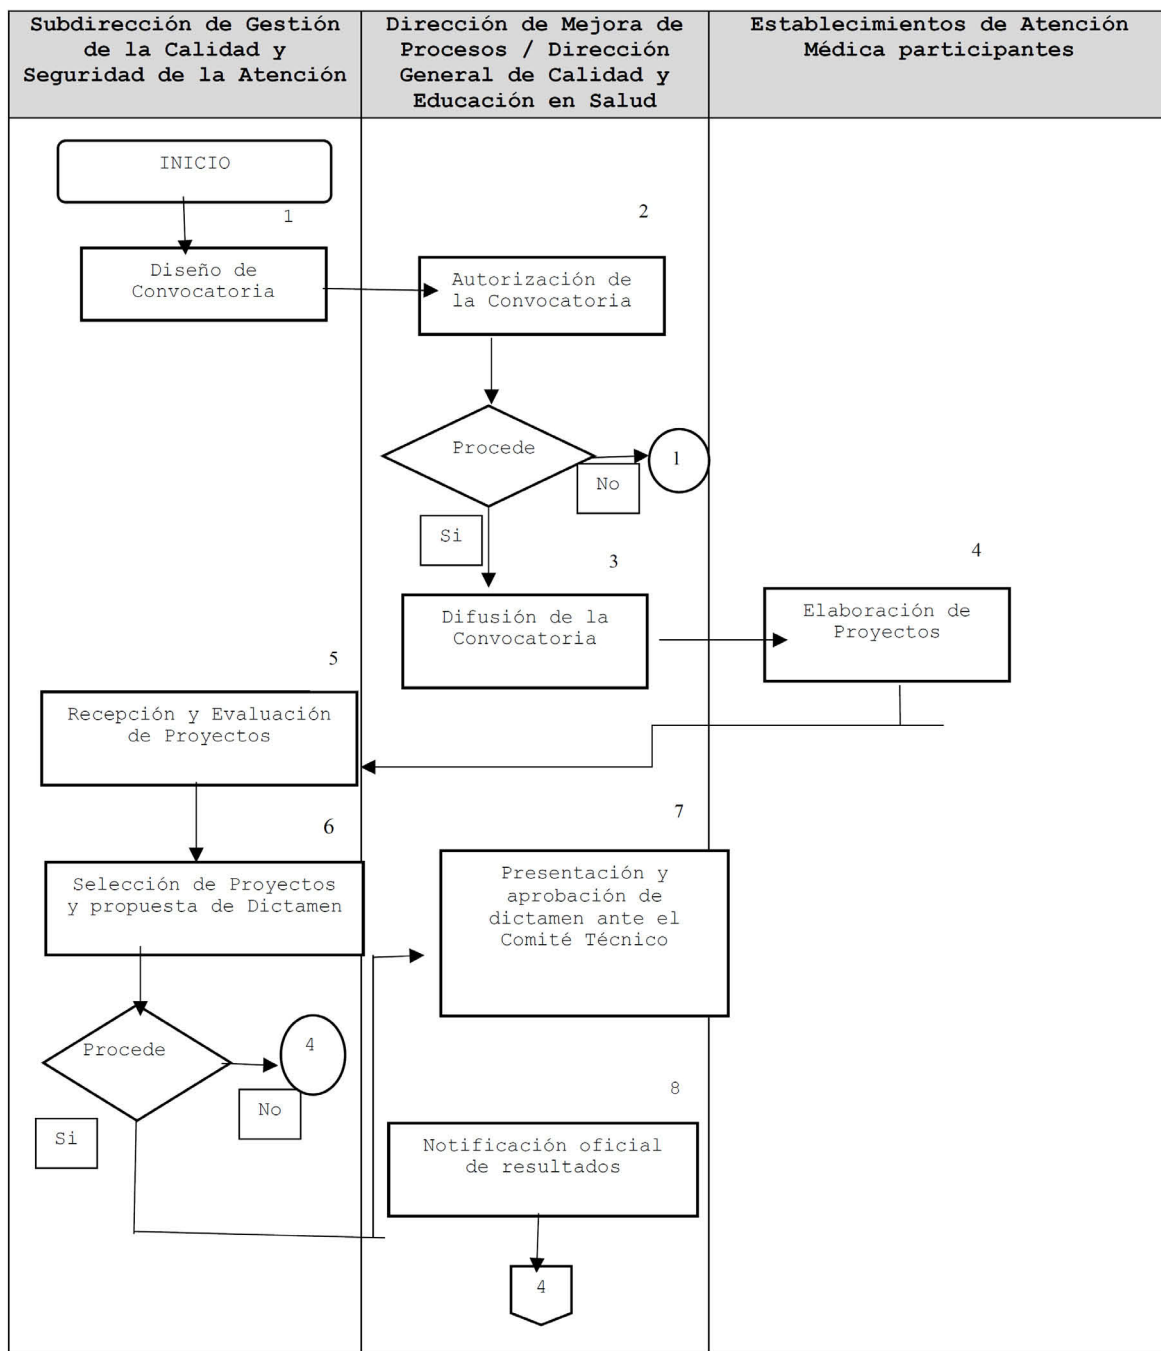 Subdirección de Gestión
de la Calidad y
Seguridad de la Atención
Dirección de Mejora de
Procesos / Dirección
General de Calidad y
Educación en Salud
Establecimientos de Atención
Médica participantes
INICIO
1
Diseño de
Convocatoria
2
Autorización de
la Convocatoria
Procede
No
1
Si
3
Difusión de la
Convocatoria
4
Elaboración de
Proyectos
5
Recepción y Evaluación
de Proyectos
6
Selección de Proyectos
y propuesta de Dictamen
7
Presentación y
aprobación de
dictamen ante el
Comité Técnico
Procede
No
4
Si
8
Notificación oficial
de resultados
4